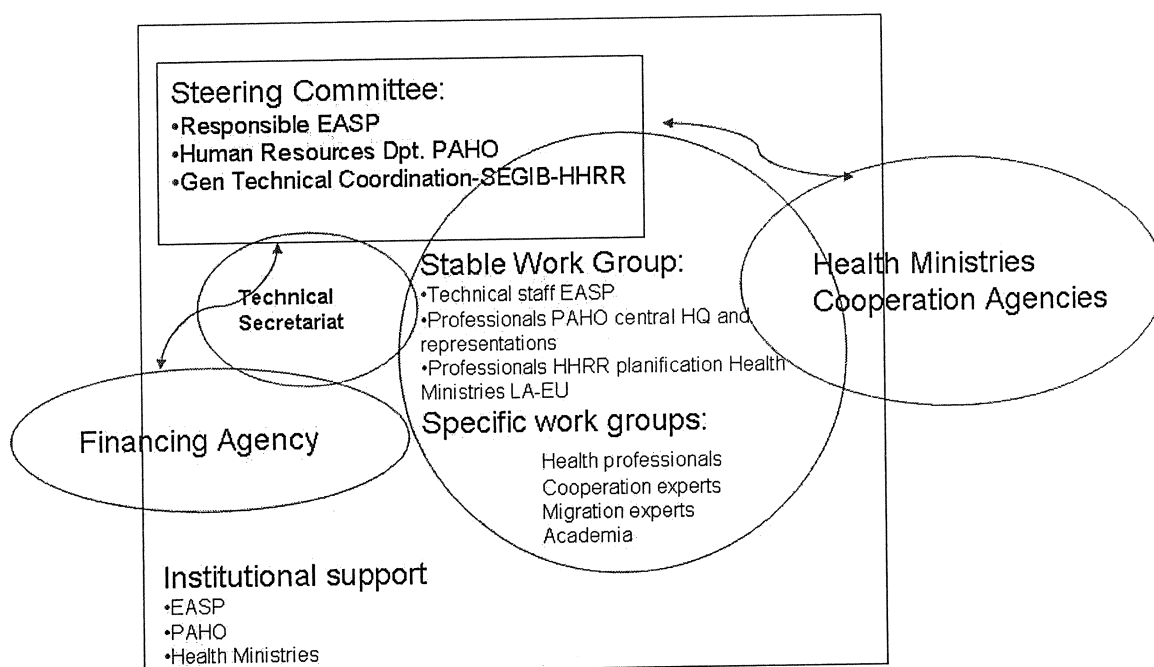 Steering Committee:
•Responsible EASP
•Human Resources Dpt. PAHO
•Gen Technical Coordination-SEGIB-HHRR
Technical
Secretariat
Stable Work Group:
•Technical staff EASP
•Professionals PAHO central HQ and
representations
•Professionals HHRR planification Health
Ministries LA-EU
Specific work groups:
Health professionals
Cooperation experts
Migration experts
Academia
Health Ministries
Cooperation Agencies
Financing Agency
Institutional support
•EASP
•PAHO
•Health Ministries